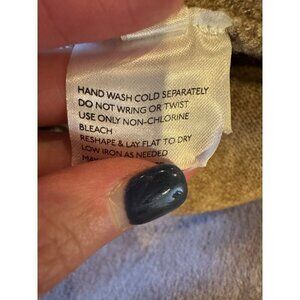 HAND WASH COLD SEPARATELY
DO NOT WRING OR TWIST
USE ONLY NON-CHLORINE
BLEACH
RESHAPE & LAY FLAT TO DRY
LOW IRON AS NEEDED
MAY